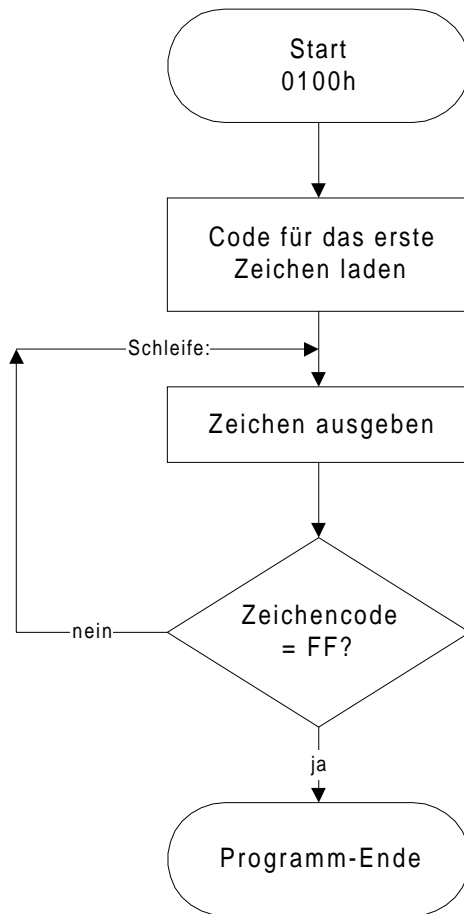 Start
0100h
Code für das erste
Zeichen laden
Schleife:
Zeichen ausgeben
Zeichencode
= FF?
nein
ja
Programm-Ende